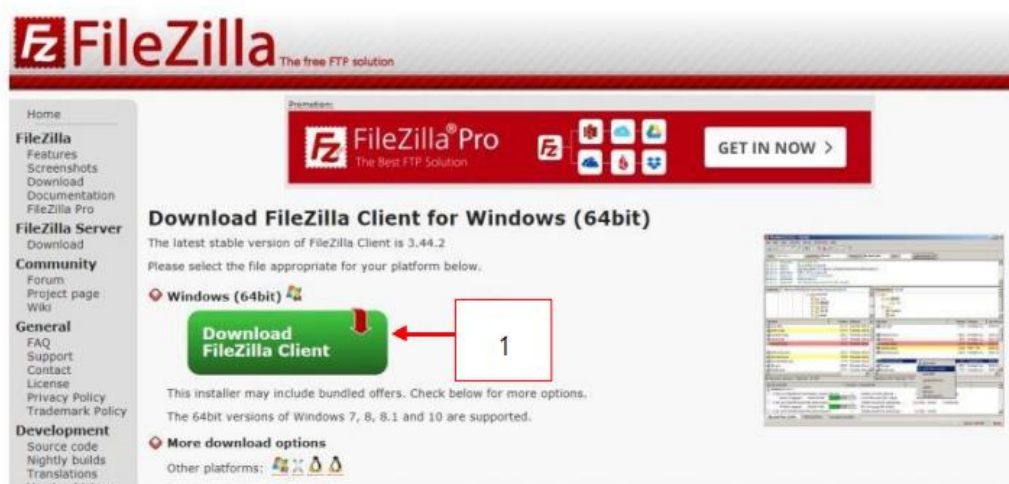 FileZilla The free FTP solution
Home
FileZilla
Features
Screenshots
Download
Documentation
FileZilla Pro
FileZilla Server
Download
Community
Forum
Project page
Wiki
General
FAQ
Support
Contact
License
Privacy Policy
Trademark Policy
Development
Source code
Nightly builds
Translations
Promotion:
FileZilla®Pro
The Best FTP Solution
GET IN NOW >
Download FileZilla Client for Windows (64bit)
The latest stable version of FileZilla Client is 3.44.2
Please select the file appropriate for your platform below.
Windows (64bit)
Download
FileZilla Client
1
This installer may include bundled offers. Check below for more options.
The 64bit versions of Windows 7, 8, 8.1 and 10 are supported.
More download options
Other platforms: